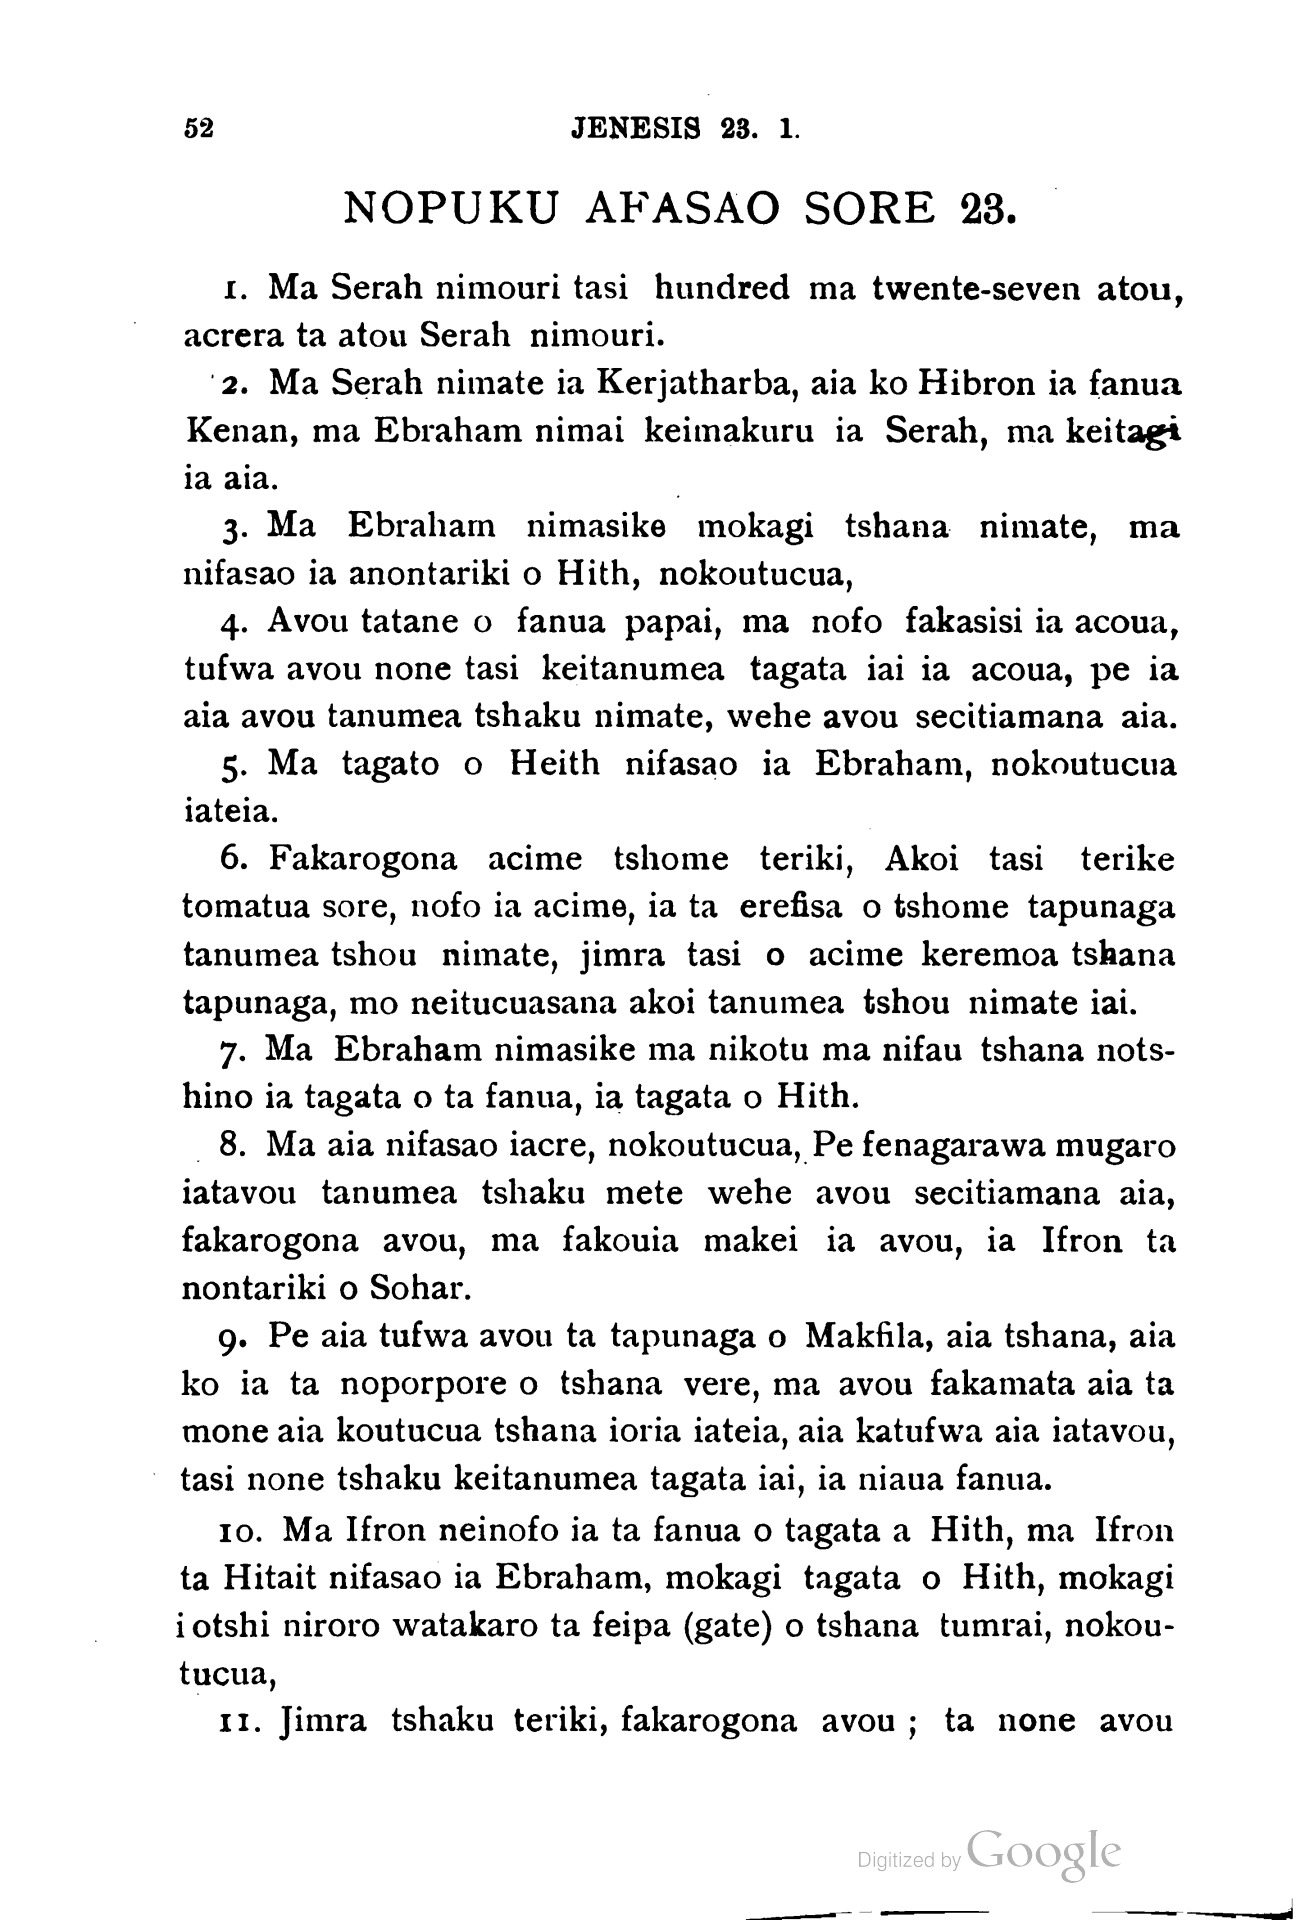 52
JENESIS 23. 1.
NOPUKU AFASAO SORE 23.
1. Ma Serah nimouri tasi hundred ma twente-seven atou,
acrera ta atou Serah nimouri.
2. Ma Serah nimate ia Kerjatharba, aia ko Hibron ia fanua
Kenan, ma Ebraham nimai keimakuru ia Serah, ma keitagi
ia aia.
3. Ma Ebraham nimasike mokagi tshana nimate, ma
nifasao ia anontariki o Hith, nokoutucua,
4. Avou tatane o fanua papai, ma nofo fakasisi ia acoua,
tufwa avou none tasi keitanumea tagata iai ia acoua, pe ia
aia avou tanumea tshaku nimate, wehe avou secitiamana aia.
5. Ma tagato o Heith nifasao ia Ebraham, nokoutucua
iateia.
6. Fakarogona acime tshome teriki, Akoi tasi terike
tomatua sore, nofo ia acime, ia ta erefisa o tshome tapunaga
tanumea tshou nimate, jimra tasi o acime keremoa tshana
tapunaga, mo neitucuasana akoi tanumea tshou nimate iai.
7. Ma Ebraham nimasike ma nikotu ma nifau tshana nots-
hino ia tagata o ta fanua, ia tagata o Hith.
8. Ma aia nifasao iacre, nokoutucua, Pe fenagarawa mugaro
iatavou tanumea tshaku mete wehe avou secitiamana aia,
fakarogona avou, ma fakouia makei ia avou, ia Ifron ta
nontariki o Sohar.
9. Pe aia tufwa avou ta tapunaga o Makfila, aia tshana, aia
ko ia ta noporpore o tshana vere, ma avou fakamata aia ta
mone aia koutucua tshana ioria iateia, aia katufwa aia iatavou,
tasi none tshaku keitanumea tagata iai, ia niaua fanua.
10. Ma Ifron neinofo ia ta fanua o tagata a Hith, ma Ifron
ta Hitait nifasao ia Ebraham, mokagi tagata o Hith, mokagi
i otshi niroro watakaro ta feipa (gate) o tshana tumrai, nokou-
tucua,
11. Jimra tshaku teriki, fakarogona avou ; ta none avou
Digitized by Google